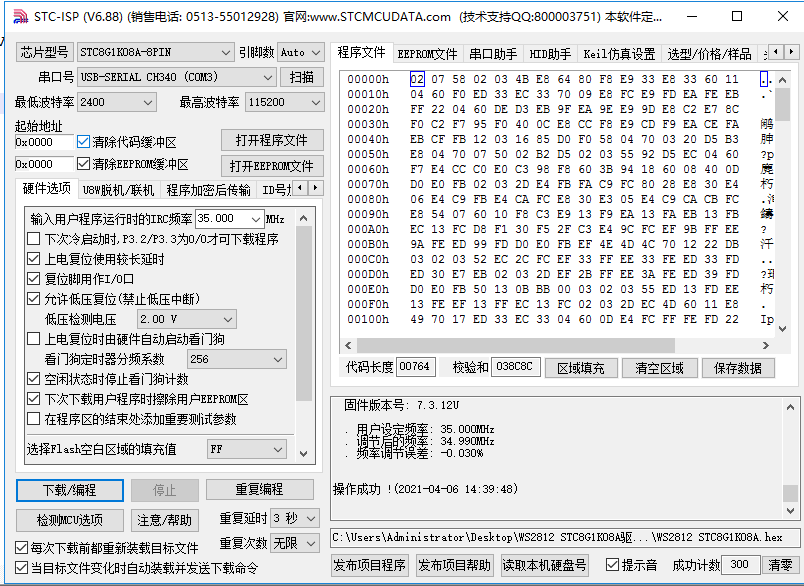 STC-ISP (V6.88) (销售电话: 0513-55012928) 官网:www.STCMCUDATA.com (技术支持QQ:800003751) 本软件定...
芯片型号 STC8G1K08A-8PIN 引脚数 Auto
串口号 USB-SERIAL CH340 (COM3) 扫描
最低波特率 2400 最高波特率 115200
起始地址
0x0000 清除代码缓冲区 打开程序文件
0x0000 清除EEPROM缓冲区 打开EEPROM文件
硬件选项 U8W脱机/联机 程序加密后传输 ID号
输入用户程序运行时的IRC频率 35.000 MHz
下次冷启动时,P3.2/P3.3为0/0才可下载程序
上电复位使用较长延时
复位脚用作I/O口
允许低压复位(禁止低压中断)
低压检测电压 2.00 V
上电复位时由硬件自动启动看门狗
看门狗定时器分频系数 256
空闲状态时停止看门狗计数
下次下载用户程序时擦除用户EEPROM区
在程序区的结束处添加重要测试参数
选择Flash空白区域的填充值 FF
下载/编程 停止 重复编程
检测MCU选项 注意/帮助 重复延时 3 秒
每次下载前都重新装载目标文件 重复次数 无限
当目标文件变化时自动装载并发送下载命令
程序文件 EEPROM文件 串口助手 HID助手 Keil仿真设置 选型/价格/样品
00000h 02 07 58 02 03 4B E8 64 80 F8 E9 33 E8 33 60 11
00010h 04 60 F0 ED 33 EC 33 70 09 E8 FC E9 FD EA FE EB
00020h FF 22 04 60 DE D3 EB 9F EA 9E E9 9D E8 C2 E7 8C
00030h F0 C2 F7 95 F0 40 0C E8 CC F8 E9 CD F9 EA CE FA
00040h EB CF FB 12 03 16 85 D0 F0 58 04 70 03 20 D5 B3
00050h E8 04 70 07 50 02 B2 D5 02 03 55 92 D5 EC 04 60
00060h F7 E4 CC C0 E0 C3 98 F8 60 3B 94 18 60 08 40 0D
00070h D0 E0 FB 02 03 2D E4 FB FA C9 FC 80 28 E8 30 E4
00080h 06 E4 C9 FB E4 CA FC E8 30 E3 05 E4 C9 CA CB FC
00090h E8 54 07 60 10 F8 C3 E9 13 F9 EA 13 FA EB 13 FB
000A0h EC 13 FC D8 F1 30 F5 2F C3 E4 9C FC EF 9B FF EE
000B0h 9A FE ED 99 FD D0 E0 FB EF 4E 4D 4C 70 12 22 DB
000C0h 03 02 03 52 EC 2C FC EF 33 FF EE 33 FE ED 33 FD
000D0h ED 30 E7 EB 02 03 2D EF 2B FF EE 3A FE ED 39 FD
000E0h D0 E0 FB 50 13 0B BB 00 03 02 03 55 ED 13 FD EE
000F0h 13 FE EF 13 FF EC 13 FC 02 03 2D EC 4D 60 11 E8
00100h 49 70 17 ED 33 EC 33 04 60 0D E4 FC FF FE FD 22 Ip
代码长度 00764 校验和 038C8C 区域填充 清空区域 保存数据
固件版本号: 7.3.12U
. 用户设定频率: 35.000MHz
. 调节后的频率: 34.990MHz
. 频率调节误差: -0.030%
操作成功 !(2021-04-06 14:39:48)
C:\Users\Administrator\Desktop\WS2812 STC8G1K08A驱...\WS2812 STC8G1K08A.hex
发布项目程序 发布项目帮助 读取本机硬盘号 提示音 成功计数 300 清零